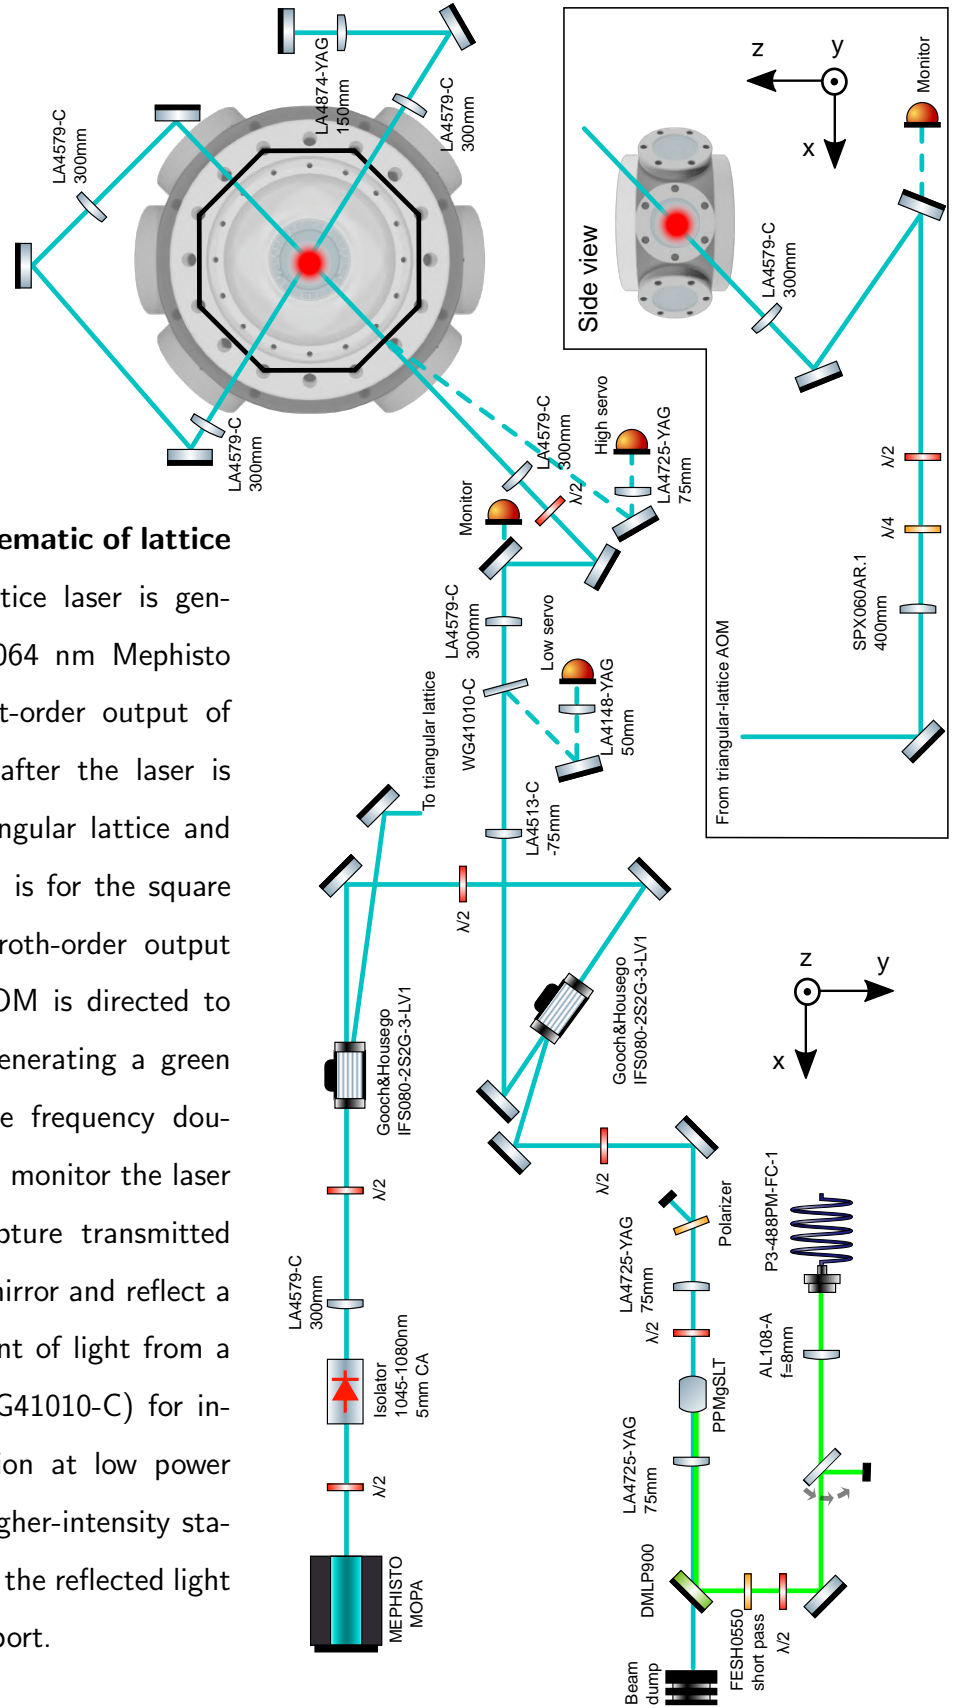 ematic of lattice
tice laser is gen-
064 nm Mephisto
t-order output of
after the laser is
ngular lattice and
is for the square
roth-order output
OM is directed to
enerating a green
e frequency dou-
monitor the laser
pture transmitted
mirror and reflect a
nt of light from a
G41010-C) for in-
ion at low power
gher-intensity sta-
the reflected light
port.
LA4874-YAG
150mm
LA4579-C
300mm
LA4579-C
300mm
LA4579-C
300mm
LA4579-C
300mm
λ/2
High servo
LA4725-YAG
75mm
Monitor
LA4579-C
300mm
Low servo
LA4148-YAG
50mm
WG41010-C
To triangular lattice
LA4513-C
-75mm
λ/2
Gooch&Housego
IFS080-2S2G-3-LV1
Gooch&Housego
IFS080-2S2G-3-LV1
λ/2
LA4579-C
300mm
Isolator
1045-1080nm
5mm CA
λ/2
MEPHISTO
MOPA
λ/2
Polarizer
LA4725-YAG
75mm
λ/2
PPMgSLT
LA4725-YAG
75mm
DMLP900
Beam
dump
FESH0550
short pass
λ/2
AL108-A
f=8mm
P3-488PM-FC-1
z
y
x
Side view
z
y
x
Monitor
LA4579-C
300mm
λ/2
λ/4
SPX060AR.1
400mm
From triangular-lattice AOM